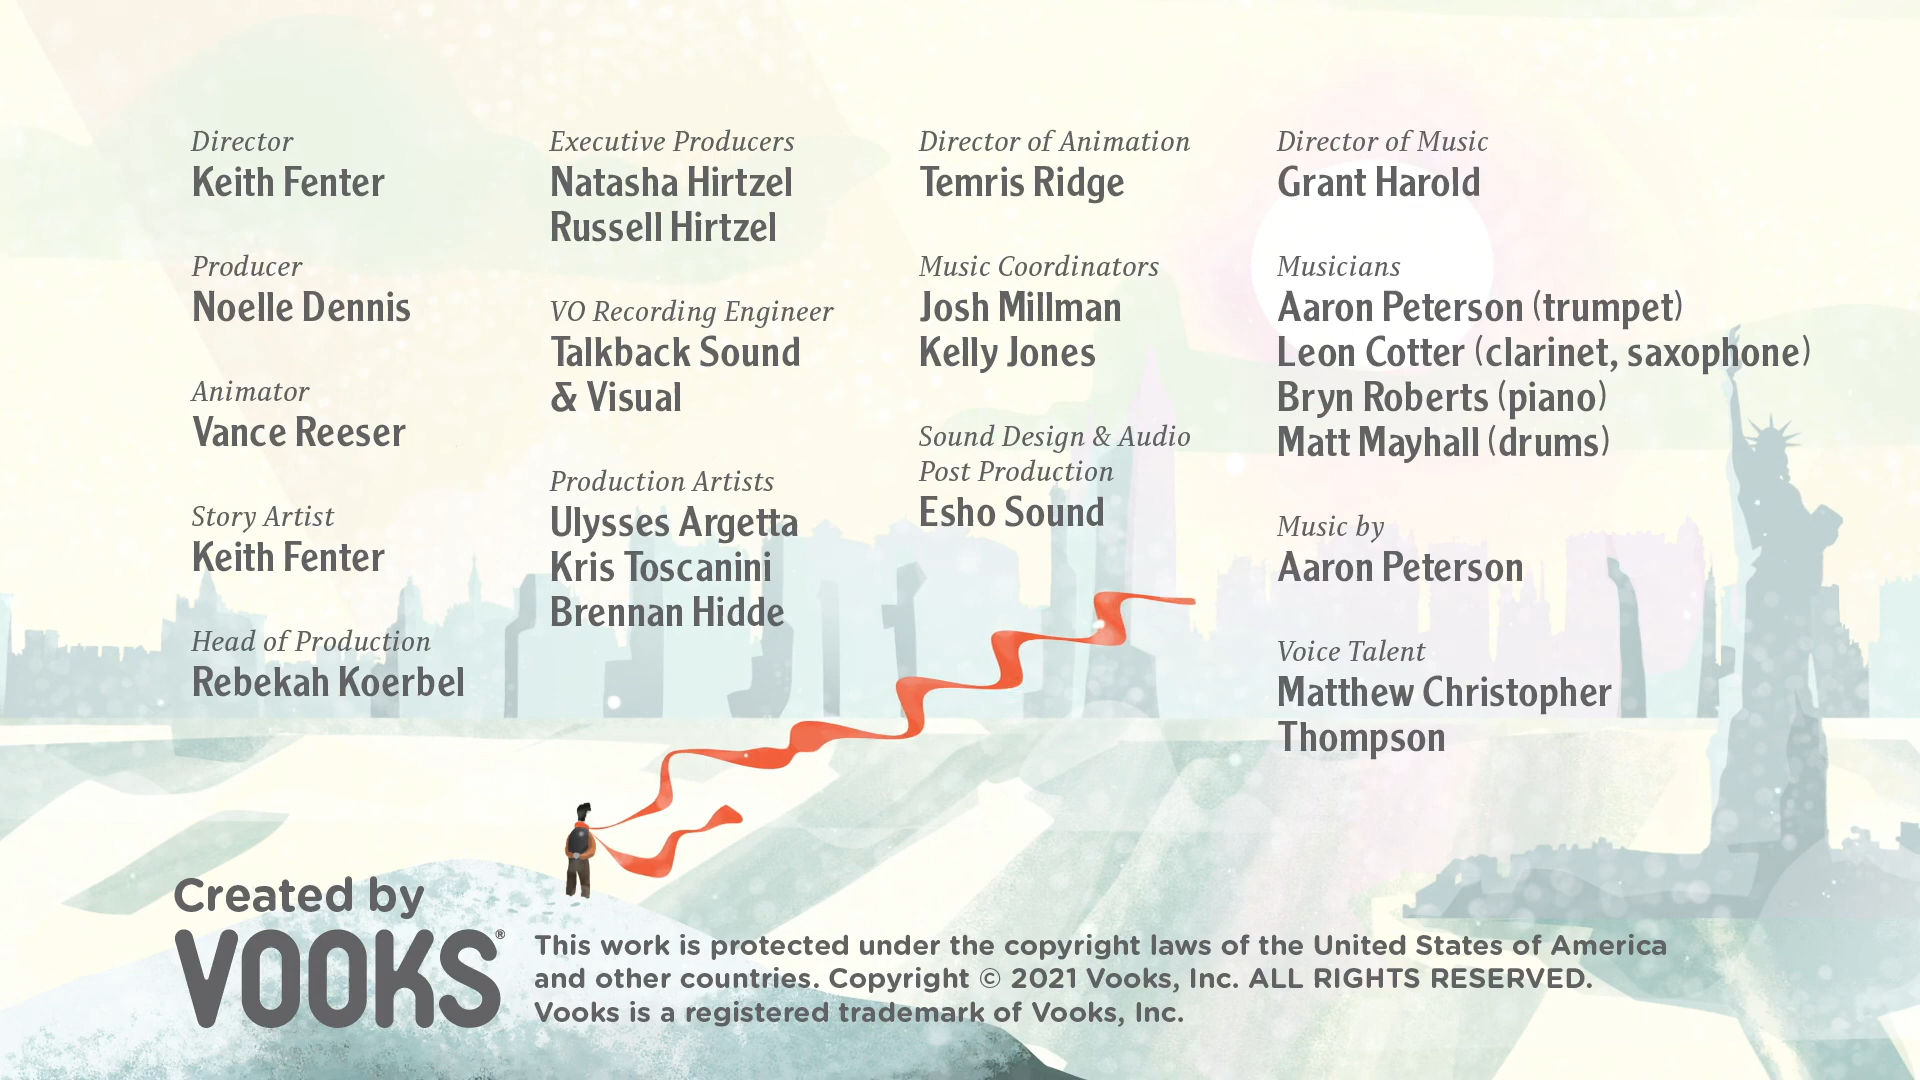 Director
Keith Fenter
Producer
Noelle Dennis
Animator
Vance Reeser
Story Artist
Keith Fenter
Head of Production
Rebekah Koerbel
Executive Producers
Natasha Hirtzel
Russell Hirtzel
VO Recording Engineer
Talkback Sound
& Visual
Production Artists
Ulysses Argetta
Kris Toscanini
Brennan Hidde
Director of Animation
Temris Ridge
Music Coordinators
Josh Millman
Kelly Jones
Sound Design & Audio
Post Production
Esho Sound
Director of Music
Grant Harold
Musicians
Aaron Peterson (trumpet)
Leon Cotter (clarinet, saxophone)
Bryn Roberts (piano)
Matt Mayhall (drums)
Music by
Aaron Peterson
Voice Talent
Matthew Christopher
Thompson
Created by
VOOKS®
This work is protected under the copyright laws of the United States of America
and other countries. Copyright © 2021 Vooks, Inc. ALL RIGHTS RESERVED.
Vooks is a registered trademark of Vooks, Inc.